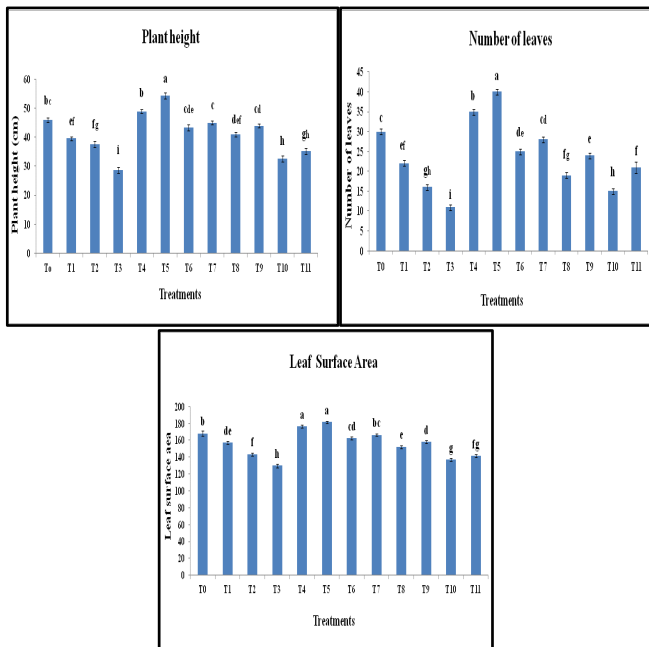 Plant height
Plant height (cm)
60
50
40
30
20
10
0
bc ef fg i b a cde c def cd h gh
To T1 T2 T3 T4 T5 T6 T7 T8 T9 T10 T11
Treatments
Number of leaves
Number of leaves
45
40
35
30
25
20
15
10
5
0
c ef gh i b a de cd fg e h f
T0 T1 T2 T3 T4 T5 T6 T7 T8 T9 T10 T11
Treatments
Leaf Surface Area
Leaf surface aea
200
180
160
140
120
100
80
60
40
20
0
b de f h a a cd bc e d g fg
T0 T1 T2 T3 T4 T5 T6 T7 T8 T9 T10 T11
Treatments